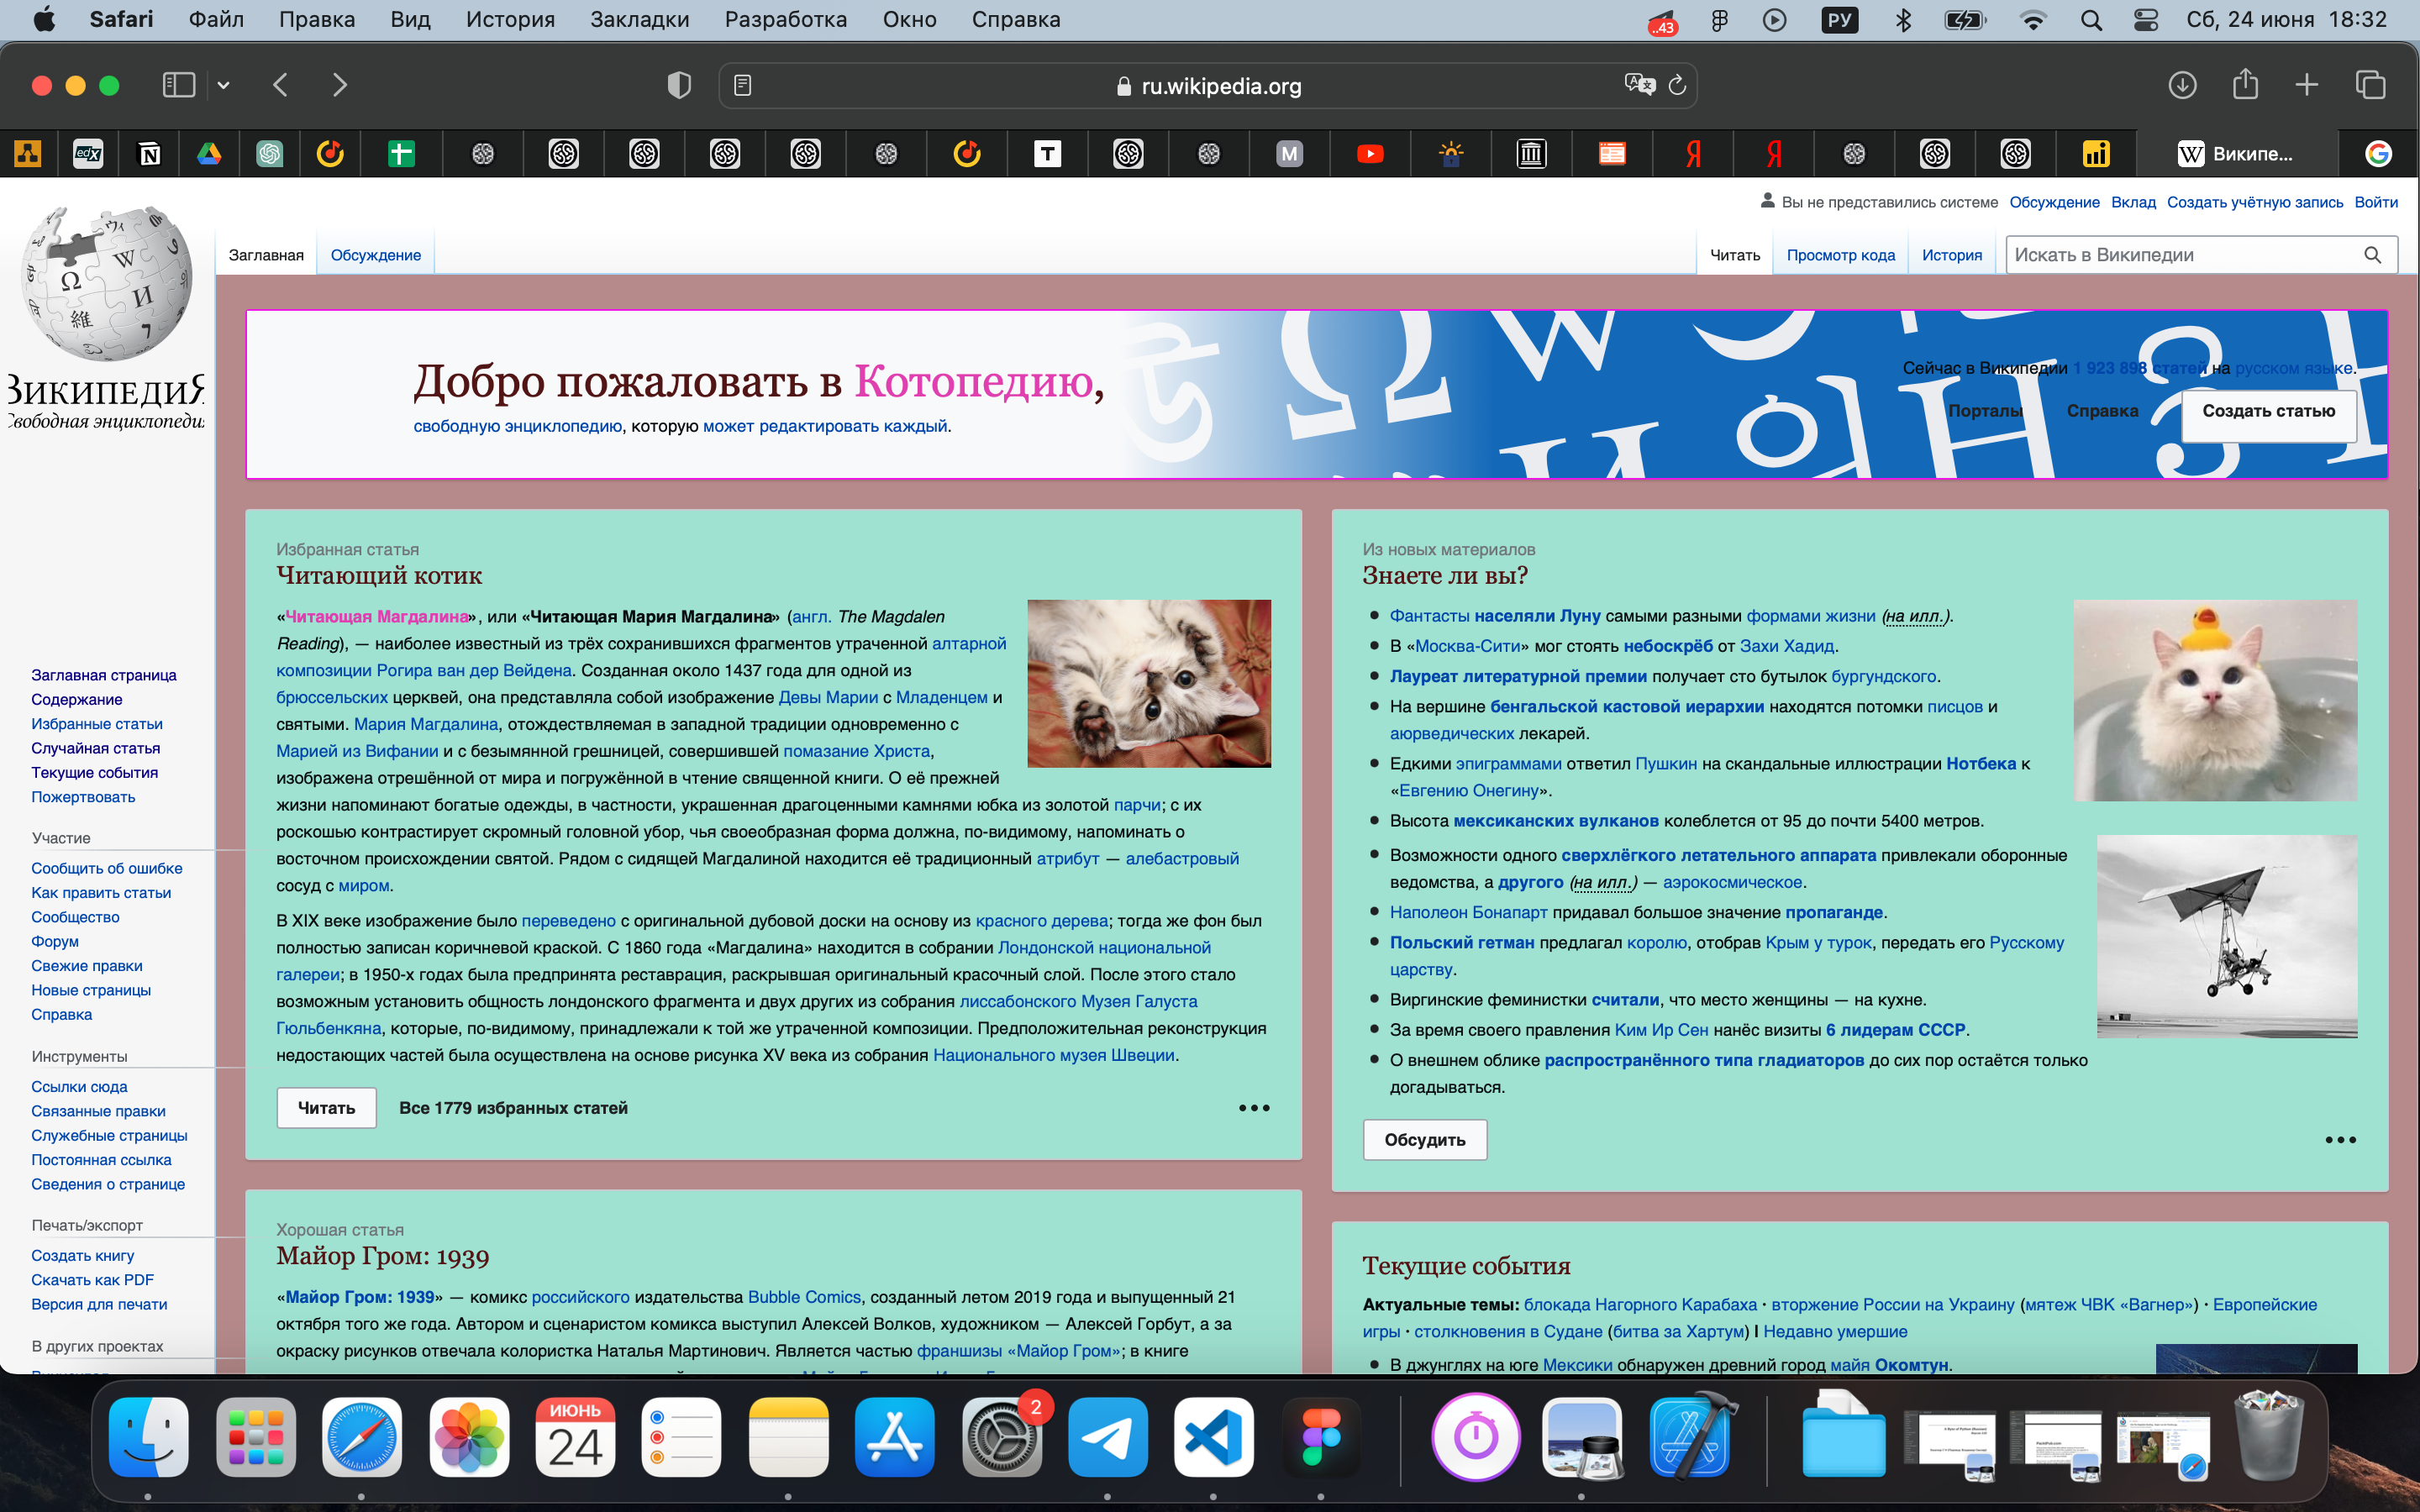 Safari Файл Правка Вид История Закладки Разработка Окно Справка ..43 РУ Сб, 24 июня 18:32
ru.wikipedia.org
edX N T M Я Я W Википе... G
Вы не представились системе Обсуждение Вклад Создать учётную запись Войти
Заглавная Обсуждение Читать Просмотр кода История Искать в Википедии
ВикипедиЯ
Добро пожаловать в Котопедию,
свободную энциклопедию, которую может редактировать каждый.
Сейчас в Википедии 1 923 898 статей на русском языке.
Порталы Справка Создать статью
Заглавная страница
Содержание
Избранные статьи
Случайная статья
Текущие события
Пожертвовать
Участие
Сообщить об ошибке
Как править статьи
Сообщество
Форум
Свежие правки
Новые страницы
Справка
Инструменты
Ссылки сюда
Связанные правки
Служебные страницы
Постоянная ссылка
Сведения о странице
Печать/экспорт
Создать книгу
Скачать как PDF
Версия для печати
В других проектах
Избранная статья
Читающий котик
«Читающая Магдалина», или «Читающая Мария Магдалина» (англ. The Magdalen
Reading), — наиболее известный из трёх сохранившихся фрагментов утраченной алтарной
композиции Рогира ван дер Вейдена. Созданная около 1437 года для одной из
брюссельских церквей, она представляла собой изображение Девы Марии с Младенцем и
святыми. Мария Магдалина, отождествляемая в западной традиции одновременно с
Марией из Вифании и с безымянной грешницей, совершившей помазание Христа,
изображена отрешённой от мира и погружённой в чтение священной книги. О её прежней
жизни напоминают богатые одежды, в частности, украшенная драгоценными камнями юбка из золотой парчи; с их
роскошью контрастирует скромный головной убор, чья своеобразная форма должна, по-видимому, напоминать о
восточном происхождении святой. Рядом с сидящей Магдалиной находится её традиционный атрибут — алебастровый
сосуд с миром.
В XIX веке изображение было переведено с оригинальной дубовой доски на основу из красного дерева; тогда же фон был
полностью записан коричневой краской. С 1860 года «Магдалина» находится в собрании Лондонской национальной
галереи; в 1950-х годах была предпринята реставрация, раскрывшая оригинальный красочный слой. После этого стало
возможным установить общность лондонского фрагмента и двух других из собрания лиссабонского Музея Галуста
Гюльбенкяна, которые, по-видимому, принадлежали к той же утраченной композиции. Предположительная реконструкция
недостающих частей была осуществлена на основе рисунка XV века из собрания Национального музея Швеции.
Читать Все 1779 избранных статей
Хорошая статья
Майор Гром: 1939
«Майор Гром: 1939» — комикс российского издательства Bubble Comics, созданный летом 2019 года и выпущенный 21
октября того же года. Автором и сценаристом комикса выступил Алексей Волков, художником — Алексей Горбут, а за
окраску рисунков отвечала колористка Наталья Мартинович. Является частью франшизы «Майор Гром»; в книге
Из новых материалов
Знаете ли вы?
Фантасты населяли Луну самыми разными формами жизни (на илл.).
В «Москва-Сити» мог стоять небоскрёб от Захи Хадид.
Лауреат литературной премии получает сто бутылок бургундского.
На вершине бенгальской кастовой иерархии находятся потомки писцов и
аюрведических лекарей.
Едкими эпиграммами ответил Пушкин на скандальные иллюстрации Нотбека к
«Евгению Онегину».
Высота мексиканских вулканов колеблется от 95 до почти 5400 метров.
Возможности одного сверхлёгкого летательного аппарата привлекали оборонные
ведомства, а другого (на илл.) — аэрокосмическое.
Наполеон Бонапарт придавал большое значение пропаганде.
Польский гетман предлагал королю, отобрав Крым у турок, передать его Русскому
царству.
Виргинские феминистки считали, что место женщины — на кухне.
За время своего правления Ким Ир Сен нанёс визиты 6 лидерам СССР.
О внешнем облике распространённого типа гладиаторов до сих пор остаётся только
догадываться.
Обсудить
Текущие события
Актуальные темы: блокада Нагорного Карабаха · вторжение России на Украину (мятеж ЧВК «Вагнер») · Европейские
игры · столкновения в Судане (битва за Хартум) | Недавно умершие
В джунглях на юге Мексики обнаружен древний город майя Окомтун.
ИЮНЬ
24
2